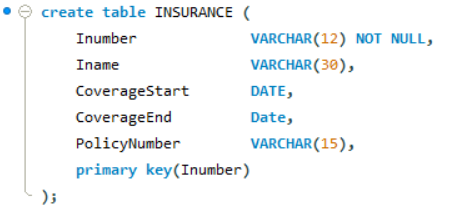 create table INSURANCE (
Inumber VARCHAR(12) NOT NULL,
Iname VARCHAR(30),
CoverageStart DATE,
CoverageEnd Date,
PolicyNumber VARCHAR(15),
primary key(Inumber)
);